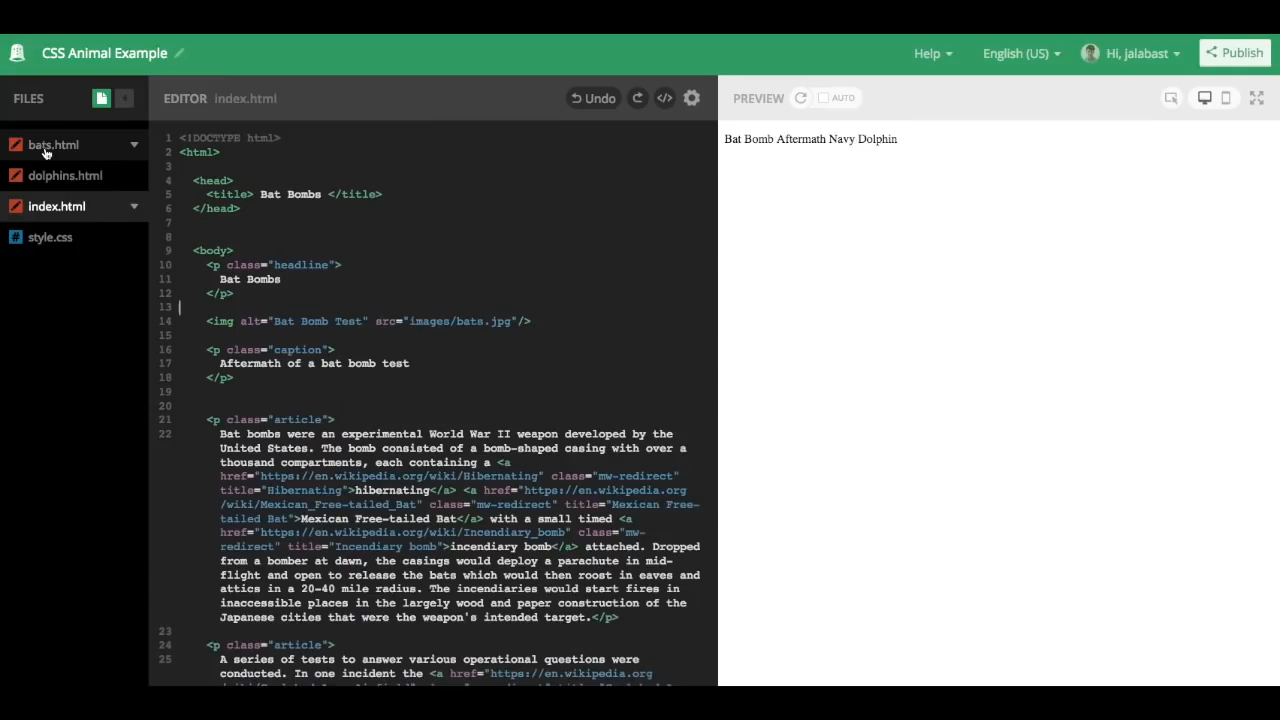 CSS Animal Example
Help
English (US)
Hi, jalabast
Publish
FILES
bats.html
dolphins.html
index.html
style.css
EDITOR index.html
Undo
</>
1 <!DOCTYPE html>
2 <html>
3
4 <head>
5 <title> Bat Bombs </title>
6 </head>
7
8
9 <body>
10 <p class="headline">
11 Bat Bombs
12 </p>
13
14 <img alt="Bat Bomb Test" src="images/bats.jpg"/>
15
16 <p class="caption">
17 Aftermath of a bat bomb test
18 </p>
19
20
21 <p class="article">
22 Bat bombs were an experimental World War II weapon developed by the
United States. The bomb consisted of a bomb-shaped casing with over a
thousand compartments, each containing a <a
href="https://en.wikipedia.org/wiki/Hibernating" class="mw-redirect"
title="Hibernating">hibernating</a> <a href="https://en.wikipedia.org
/wiki/Mexican_Free-tailed_Bat" class="mw-redirect" title="Mexican Free-
tailed Bat">Mexican Free-tailed Bat</a> with a small timed <a
href="https://en.wikipedia.org/wiki/Incendiary_bomb" class="mw-
redirect" title="Incendiary bomb">incendiary bomb</a> attached. Dropped
from a bomber at dawn, the casings would deploy a parachute in mid-
flight and open to release the bats which would then roost in eaves and
attics in a 20-40 mile radius. The incendiaries would start fires in
inaccessible places in the largely wood and paper construction of the
Japanese cities that were the weapon's intended target.</p>
23
24 <p class="article">
25 A series of tests to answer various operational questions were
conducted. In one incident the <a href="https://en.wikipedia.org
PREVIEW
AUTO
Bat Bomb Aftermath Navy Dolphin